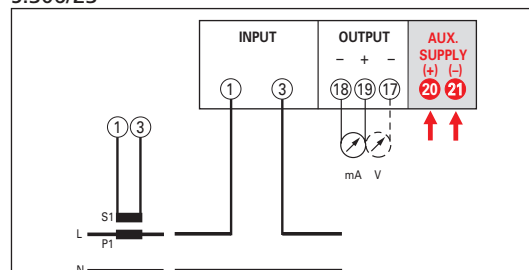 INPUT OUTPUT AUX. SUPPLY
– + – (+) (–)
1 3 18 19 17 20 21
1 3
mA V
S1
L
P1
N